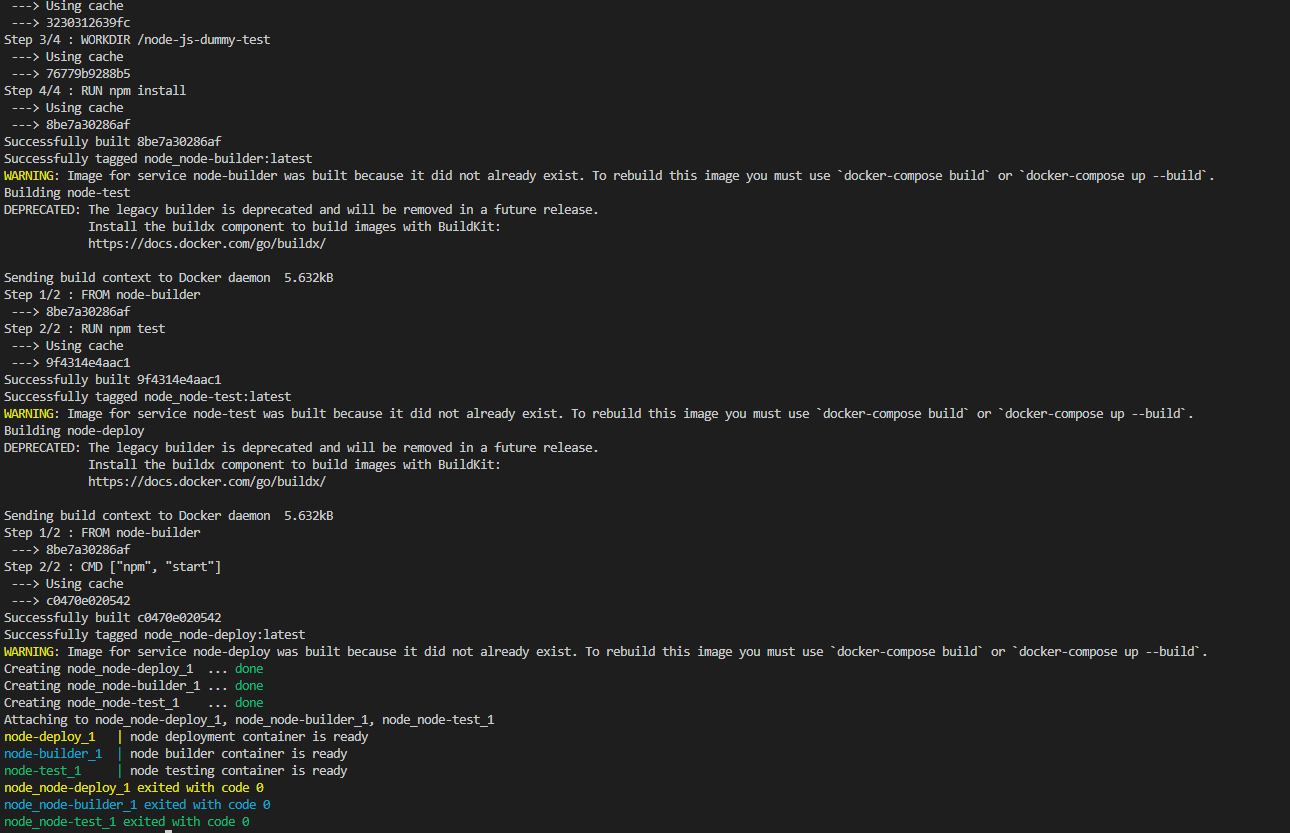 ---> Using cache
---> 3230312639fc
Step 3/4 : WORKDIR /node-js-dummy-test
---> Using cache
---> 76779b9288b5
Step 4/4 : RUN npm install
---> Using cache
---> 8be7a30286af
Successfully built 8be7a30286af
Successfully tagged node_node-builder:latest
WARNING: Image for service node-builder was built because it did not already exist. To rebuild this image you must use `docker-compose build` or `docker-compose up --build`.
Building node-test
DEPRECATED: The legacy builder is deprecated and will be removed in a future release.
Install the buildx component to build images with BuildKit:
https://docs.docker.com/go/buildx/
Sending build context to Docker daemon  5.632kB
Step 1/2 : FROM node-builder
---> 8be7a30286af
Step 2/2 : RUN npm test
---> Using cache
---> 9f4314e4aac1
Successfully built 9f4314e4aac1
Successfully tagged node_node-test:latest
WARNING: Image for service node-test was built because it did not already exist. To rebuild this image you must use `docker-compose build` or `docker-compose up --build`.
Building node-deploy
DEPRECATED: The legacy builder is deprecated and will be removed in a future release.
Install the buildx component to build images with BuildKit:
https://docs.docker.com/go/buildx/
Sending build context to Docker daemon  5.632kB
Step 1/2 : FROM node-builder
---> 8be7a30286af
Step 2/2 : CMD ["npm", "start"]
---> Using cache
---> c0470e020542
Successfully built c0470e020542
Successfully tagged node_node-deploy:latest
WARNING: Image for service node-deploy was built because it did not already exist. To rebuild this image you must use `docker-compose build` or `docker-compose up --build`.
Creating node_node-deploy_1  ... done
Creating node_node-builder_1 ... done
Creating node_node-test_1    ... done
Attaching to node_node-deploy_1, node_node-builder_1, node_node-test_1
node-deploy_1   | node deployment container is ready
node-builder_1  | node builder container is ready
node-test_1     | node testing container is ready
node_node-deploy_1 exited with code 0
node_node-builder_1 exited with code 0
node_node-test_1 exited with code 0